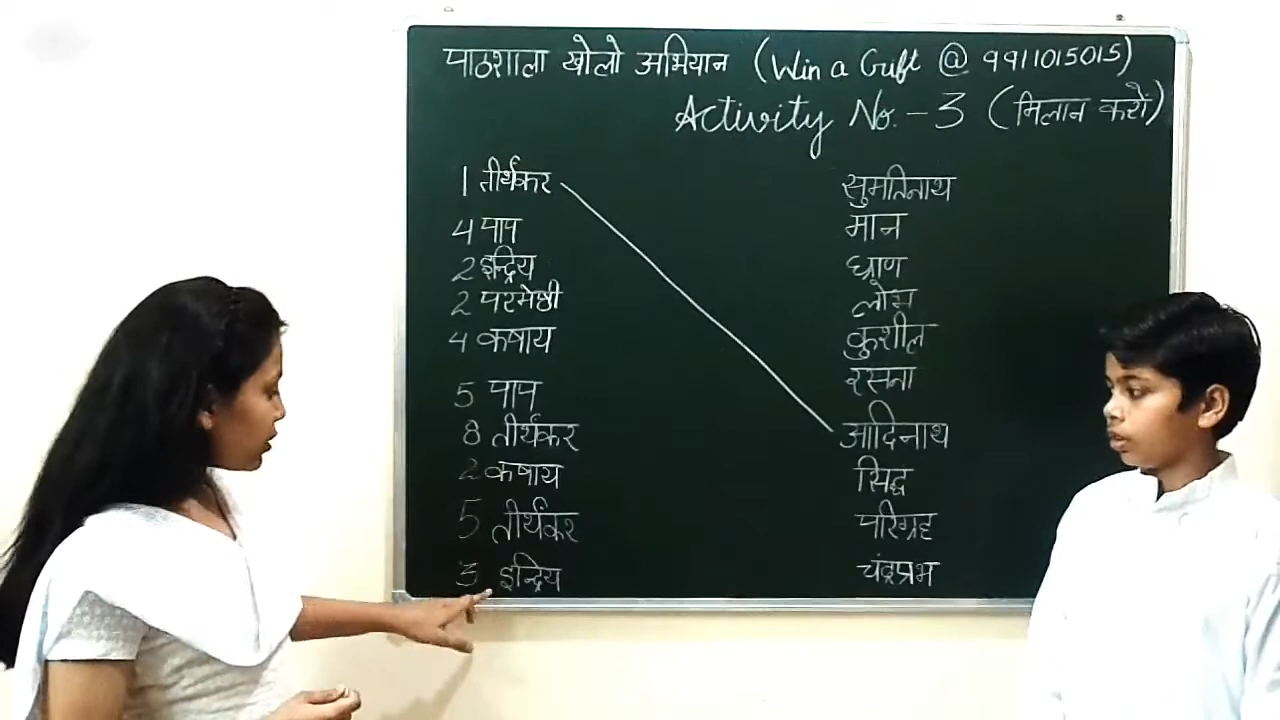 पाठशाला खोलो अभियान (Win a Gift @ 9911015015)
Activity No.-3 (मिलान करों)
1 तीर्थंकर सुमतिनाथ
4 पाप मान
2 इन्द्रिय घ्राण
2 परमेष्ठी लोभ
4 कषाय कुशील
5 पाप रसना
8 तीर्थंकर आदिनाथ
2 कषाय सिद्ध
5 तीर्थंकर परिग्रह
3 इन्द्रिय चंद्रप्रभ